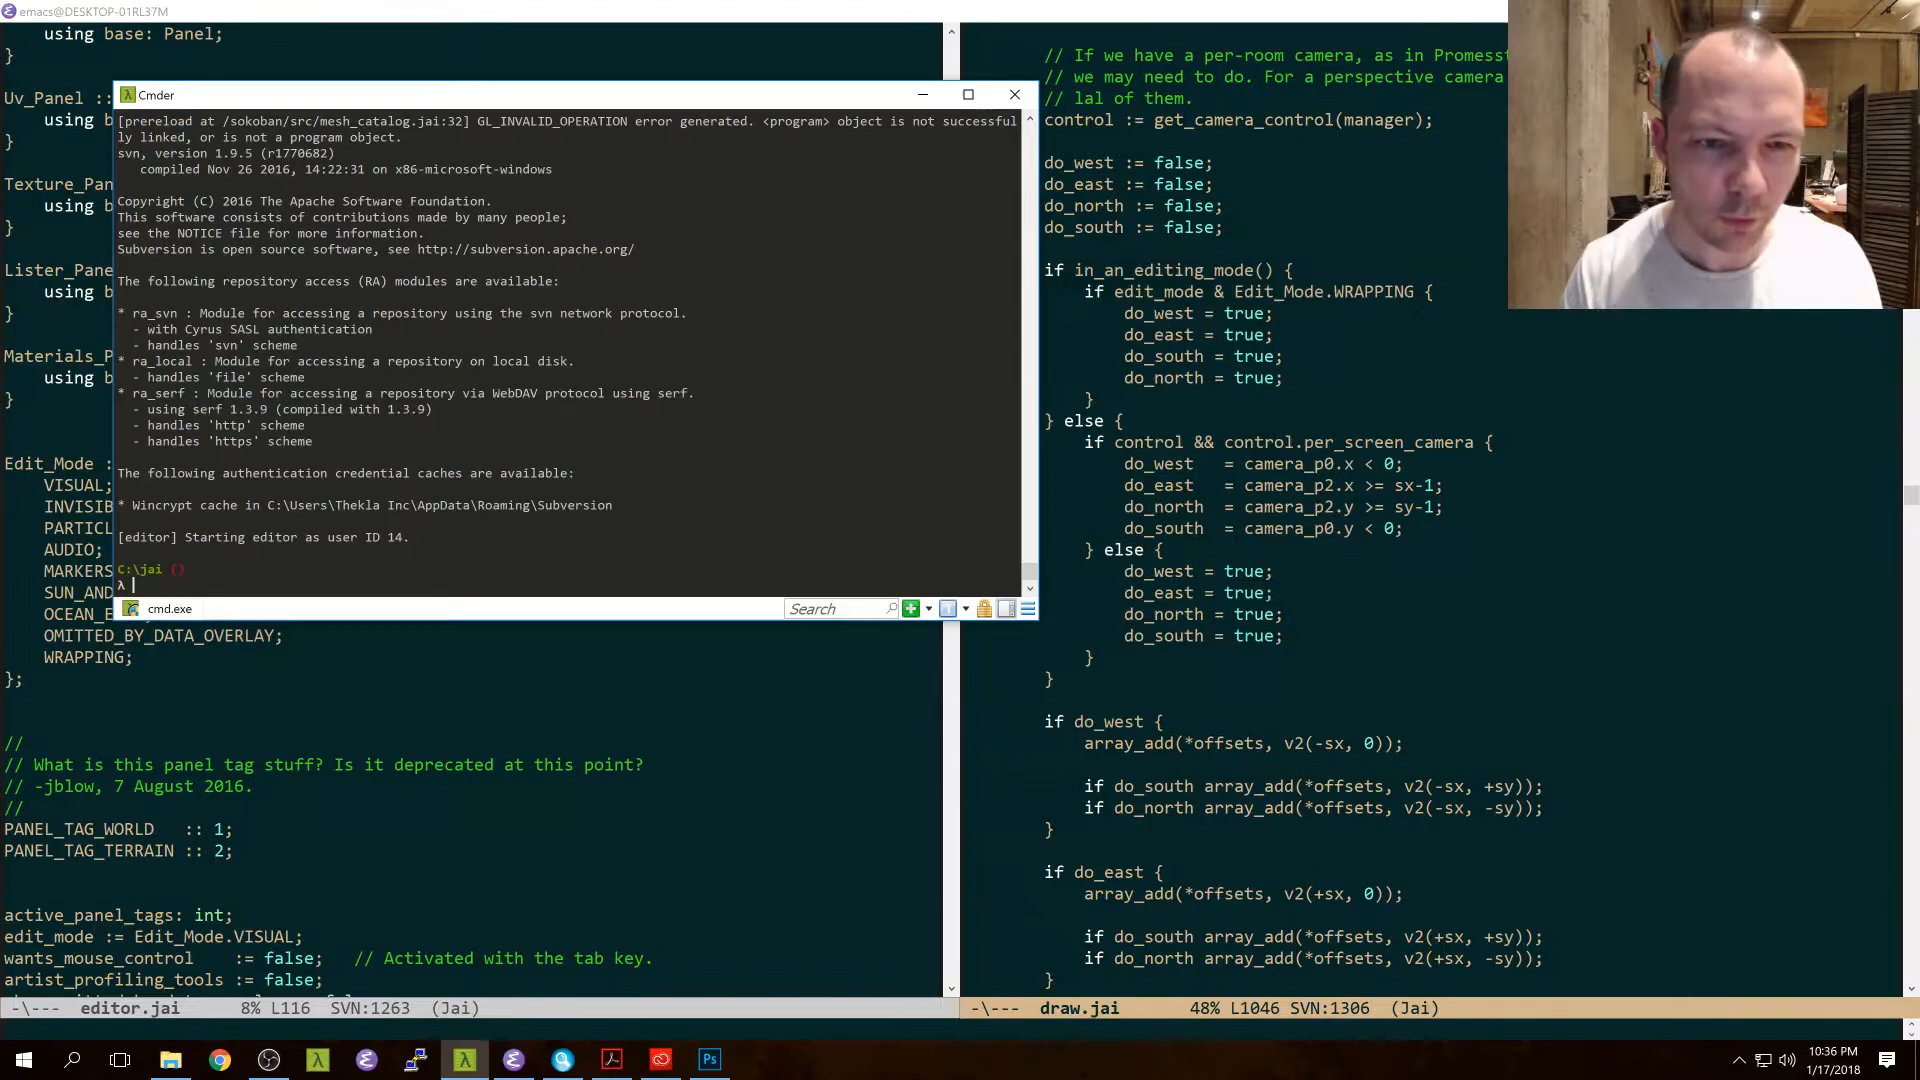 emacs@DESKTOP-01RL37M
using base: Panel;
}
Uv_Panel ::
using b
}
Texture_Pan
using b
}
Lister_Pane
using b
}
Materials_P
using b
}
Edit_Mode :
VISUAL;
INVISIB
PARTICL
AUDIO;
MARKERS
SUN_AND
OCEAN_E
OMITTED_BY_DATA_OVERLAY;
WRAPPING;
};
//
// What is this panel tag stuff? Is it deprecated at this point?
// -jblow, 7 August 2016.
//
PANEL_TAG_WORLD   :: 1;
PANEL_TAG_TERRAIN :: 2;
active_panel_tags: int;
edit_mode := Edit_Mode.VISUAL;
wants_mouse_control    := false;   // Activated with the tab key.
artist_profiling_tools := false;
-\---  editor.jai      8% L116  SVN:1263  (Jai)
Cmder
[prereload at /sokoban/src/mesh_catalog.jai:32] GL_INVALID_OPERATION error generated. <program> object is not successful
ly linked, or is not a program object.
svn, version 1.9.5 (r1770682)
compiled Nov 26 2016, 14:22:31 on x86-microsoft-windows
Copyright (C) 2016 The Apache Software Foundation.
This software consists of contributions made by many people;
see the NOTICE file for more information.
Subversion is open source software, see http://subversion.apache.org/
The following repository access (RA) modules are available:
* ra_svn : Module for accessing a repository using the svn network protocol.
- with Cyrus SASL authentication
- handles 'svn' scheme
* ra_local : Module for accessing a repository on local disk.
- handles 'file' scheme
* ra_serf : Module for accessing a repository via WebDAV protocol using serf.
- using serf 1.3.9 (compiled with 1.3.9)
- handles 'http' scheme
- handles 'https' scheme
The following authentication credential caches are available:
* Wincrypt cache in C:\Users\Thekla Inc\AppData\Roaming\Subversion
[editor] Starting editor as user ID 14.
C:\jai ()
λ
cmd.exe
Search
// If we have a per-room camera, as in Promesst
// we may need to do. For a perspective camera
// lal of them.
control := get_camera_control(manager);
do_west := false;
do_east := false;
do_north := false;
do_south := false;
if in_an_editing_mode() {
if edit_mode & Edit_Mode.WRAPPING {
do_west = true;
do_east = true;
do_south = true;
do_north = true;
}
} else {
if control && control.per_screen_camera {
do_west   = camera_p0.x < 0;
do_east   = camera_p2.x >= sx-1;
do_north  = camera_p2.y >= sy-1;
do_south  = camera_p0.y < 0;
} else {
do_west = true;
do_east = true;
do_north = true;
do_south = true;
}
}
if do_west {
array_add(*offsets, v2(-sx, 0));
if do_south array_add(*offsets, v2(-sx, +sy));
if do_north array_add(*offsets, v2(-sx, -sy));
}
if do_east {
array_add(*offsets, v2(+sx, 0));
if do_south array_add(*offsets, v2(+sx, +sy));
if do_north array_add(*offsets, v2(+sx, -sy));
}
-\---  draw.jai       48% L1046 SVN:1306  (Jai)
Ps
10:36 PM
1/17/2018